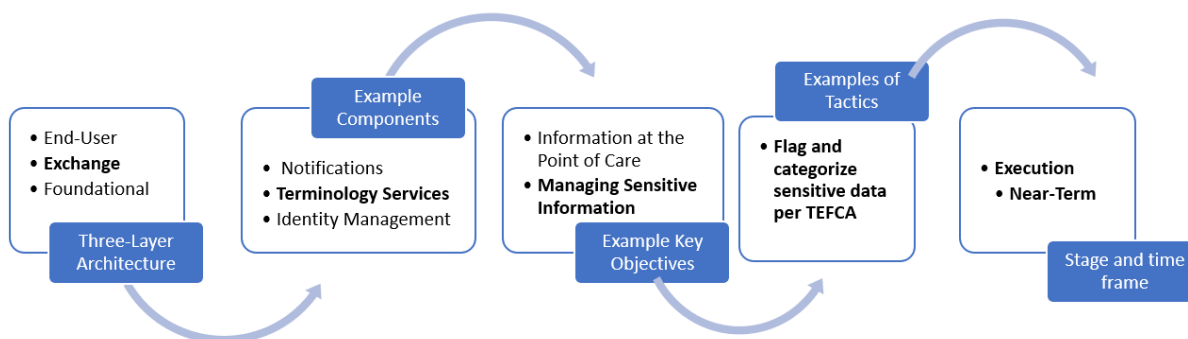 • End-User
• Exchange
• Foundational
Three-Layer
Architecture
Example
Components
• Notifications
• Terminology Services
• Identity Management
• Information at the
Point of Care
• Managing Sensitive
Information
Example Key
Objectives
Examples of
Tactics
• Flag and
categorize
sensitive data
per TEFCA
• Execution
• Near-Term
Stage and time
frame